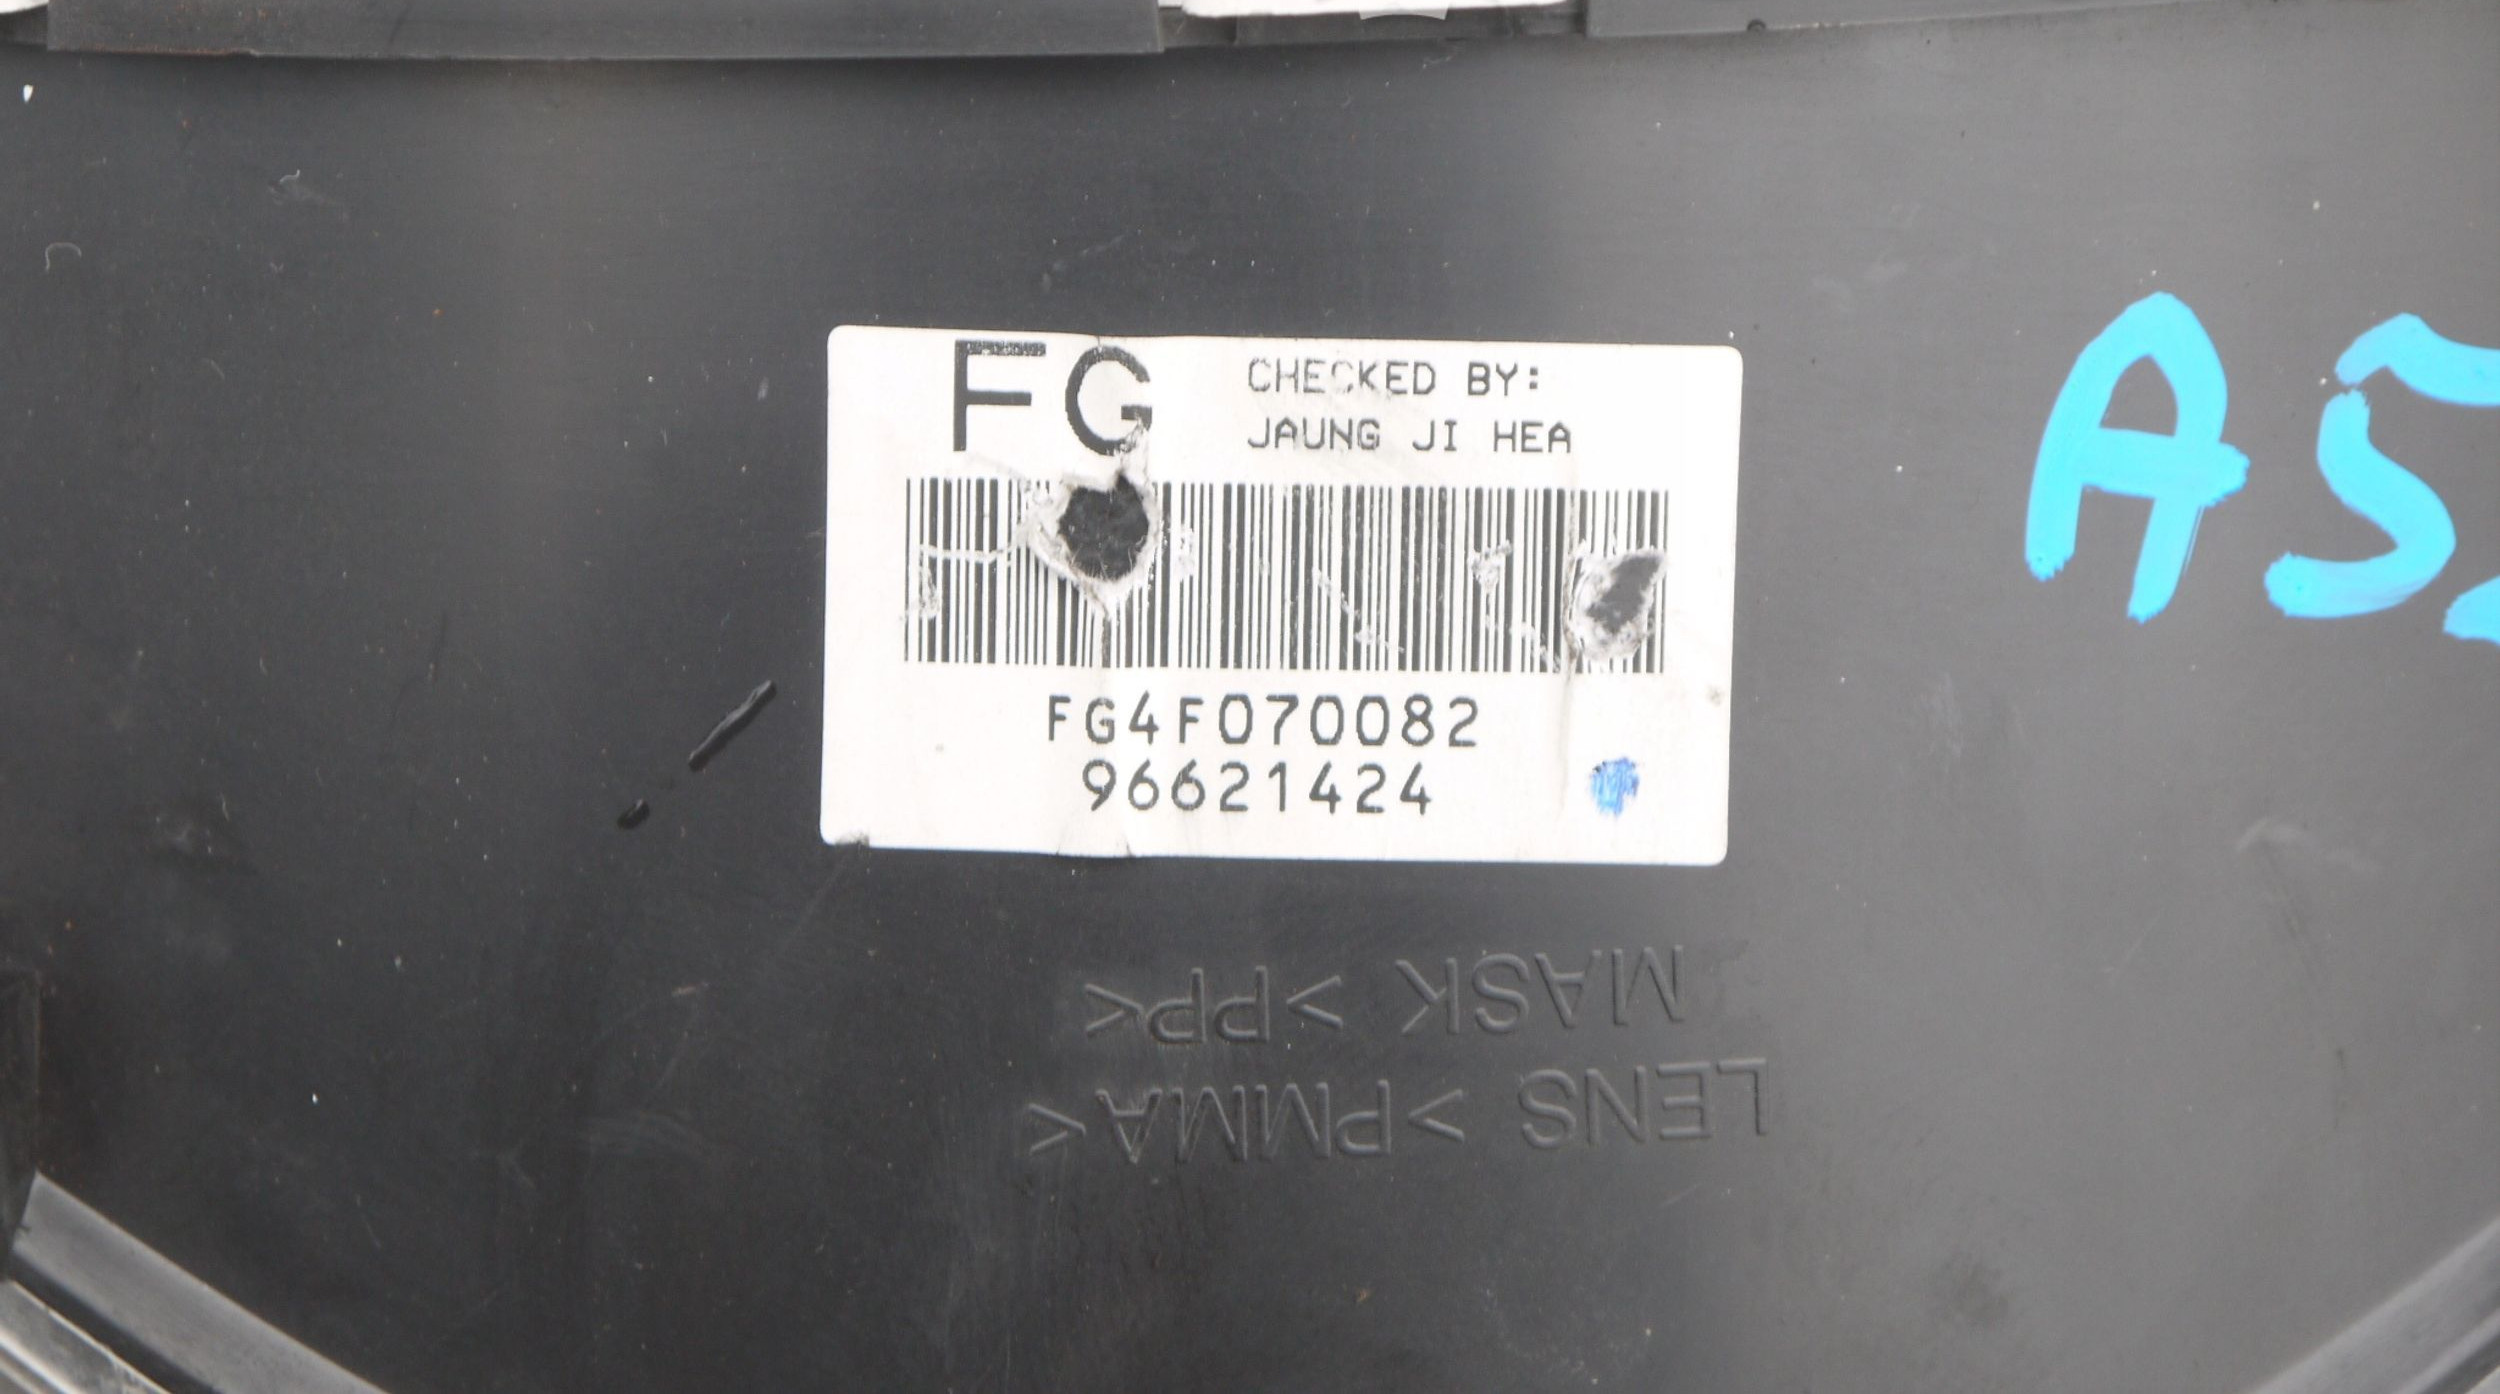 FG
CHECKED BY:
JAUNG JI HEA
FG4F070082
96621424
MASK >PP<
LENS >PMMA<